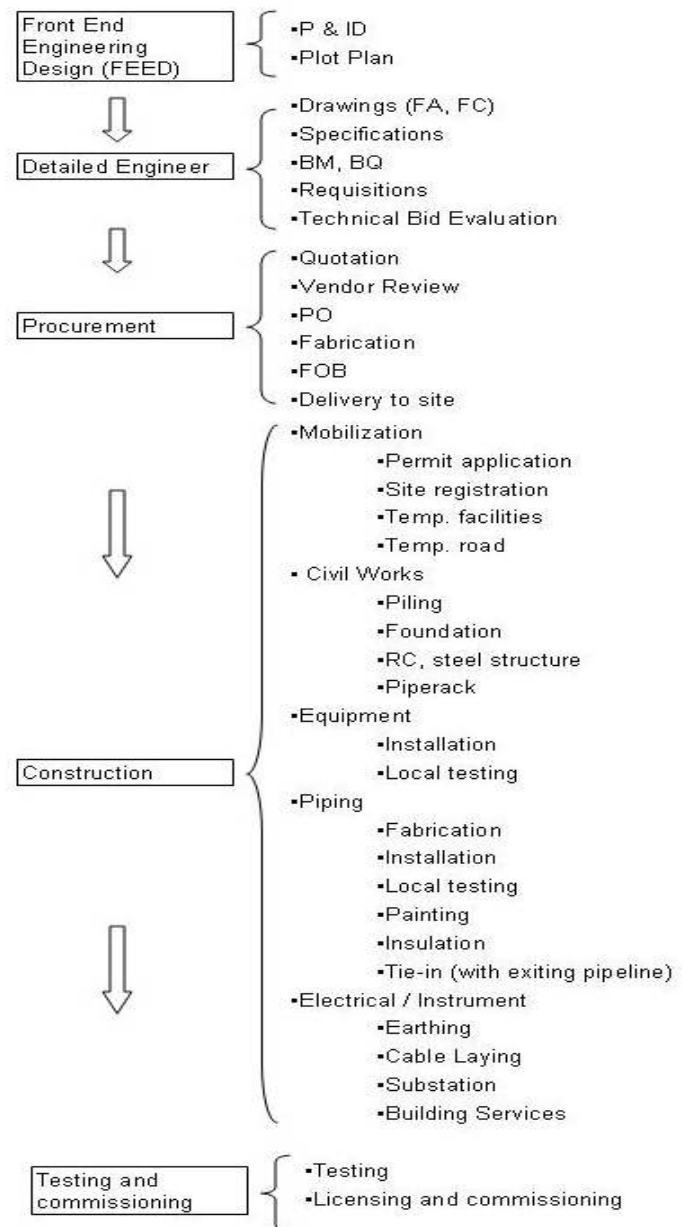 Front End
Engineering
Design (FEED)
▪P & ID
▪Plot Plan
Detailed Engineer
▪Drawings (FA, FC)
▪Specifications
▪BM, BQ
▪Requisitions
▪Technical Bid Evaluation
Procurement
▪Quotation
▪Vendor Review
▪PO
▪Fabrication
▪FOB
▪Delivery to site
Construction
▪Mobilization
▪Permit application
▪Site registration
▪Temp. facilities
▪Temp. road
▪ Civil Works
▪Piling
▪Foundation
▪RC, steel structure
▪Piperack
▪Equipment
▪Installation
▪Local testing
▪Piping
▪Fabrication
▪Installation
▪Local testing
▪Painting
▪Insulation
▪Tie-in (with exiting pipeline)
▪Electrical / Instrument
▪Earthing
▪Cable Laying
▪Substation
▪Building Services
Testing and
commissioning
▪Testing
▪Licensing and commissioning